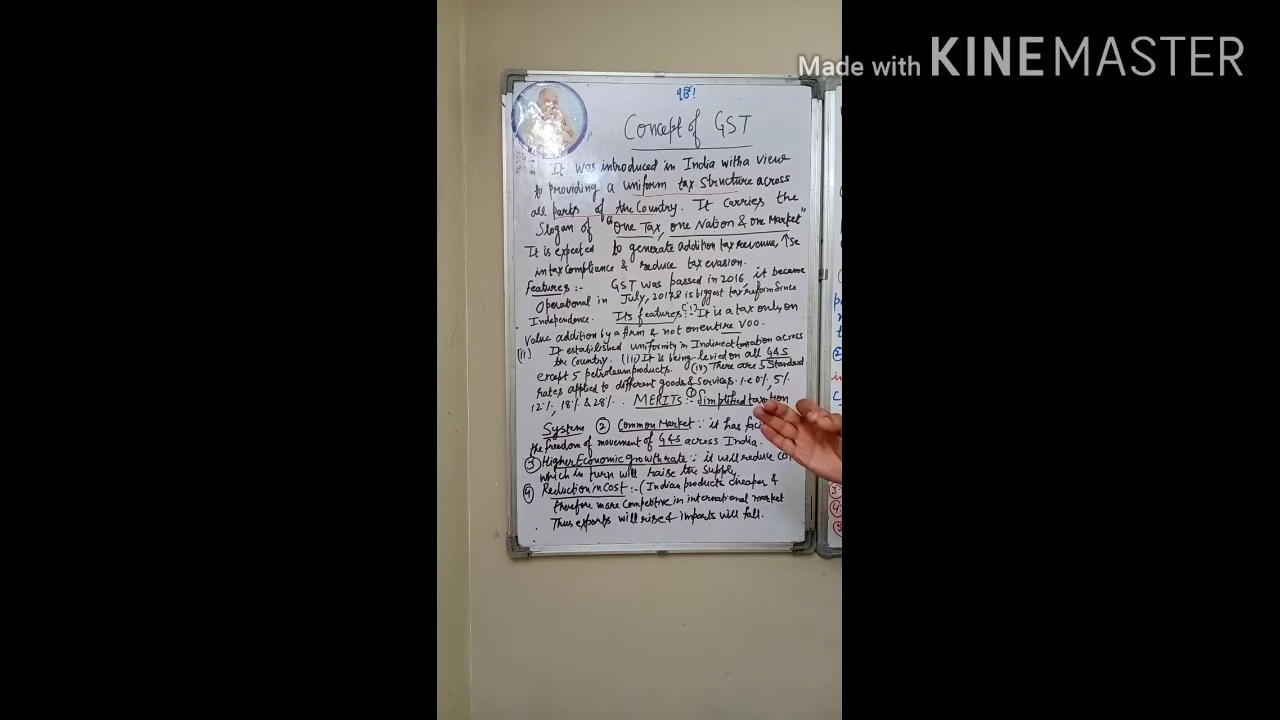 Made with KINEMASTER
ੴ!
Concept of GST
It was introduced in India with a view
to providing a uniform tax structure across
all parts of the Country. It carries the
Slogan of "One Tax, one Nation & one Market"
It is expected to generate addition tax revenue, ↑se
in tax compliance & reduce tax evasion.
Features :- GST was passed in 2016, it became
Operational in July, 2017 & is biggest tax reform Since
Independence. Its features :- (i) It is a tax only on
Value addition by a firm & not on entire VOO.
(ii) It established uniformity in Indirect taxation across
the country. (iii) It is being levied on all G&S
except 5 petroleum products. (iv) There are 5 Standard
rates applied to different goods & Services. i.e 0%, 5%
12%, 18% & 28%. MERITS :- ① Simplified taxation
System ② Common Market :- it has
the freedom of movement of G&S across India.
③ Higher Economic growth rate :- it will reduce
which in turn will raise the supply
④ Reduction in Cost :- (Indian products cheaper &
therefore more Competitive in international market
Thus exports will rise & imports will fall.